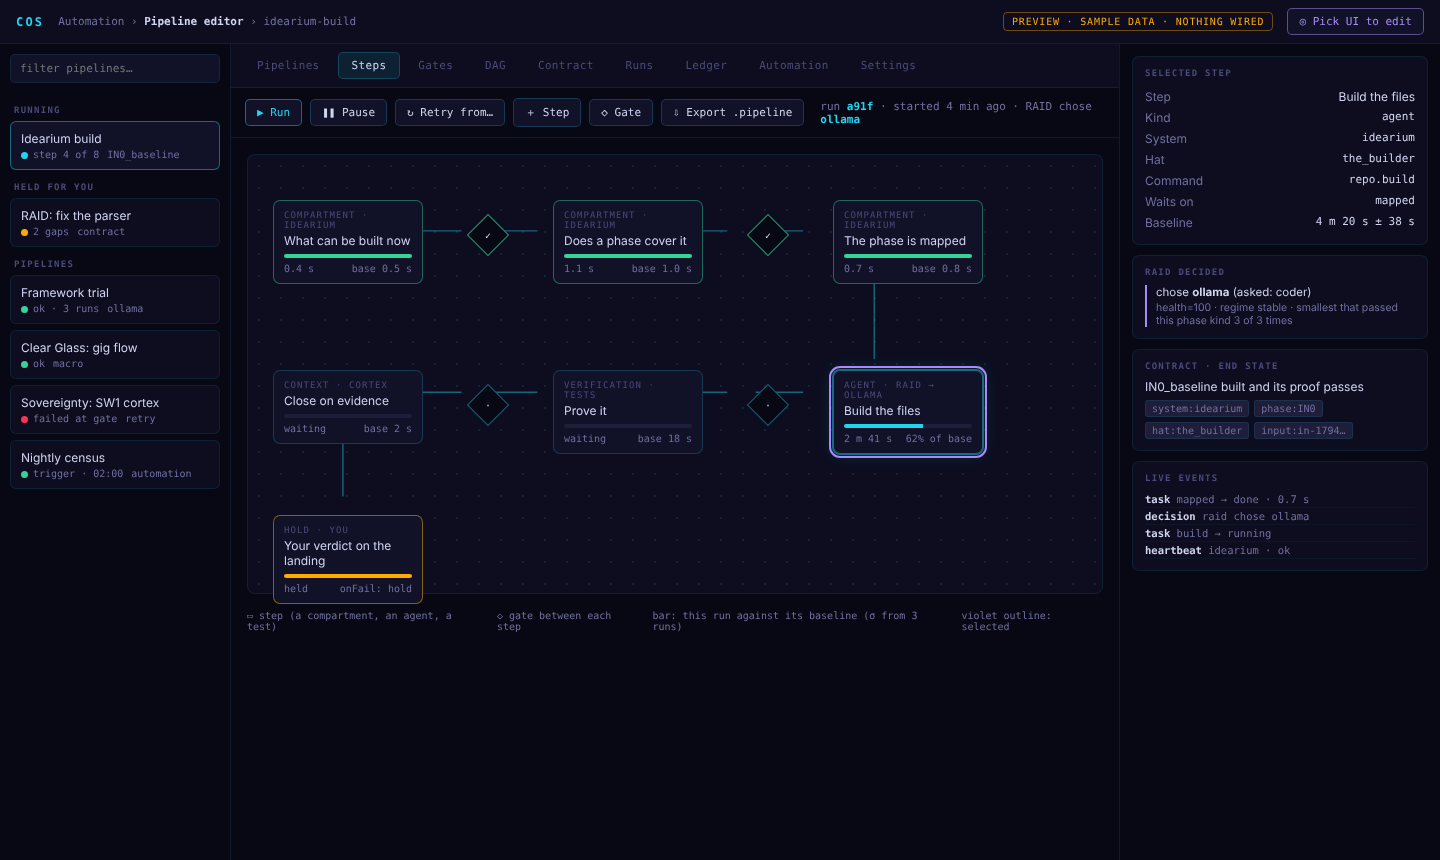 COS Automation › Pipeline editor › idearium-build
PREVIEW · SAMPLE DATA · NOTHING WIRED
◎ Pick UI to edit
filter pipelines…
RUNNING
Idearium build
step 4 of 8 IN0_baseline
HELD FOR YOU
RAID: fix the parser
2 gaps contract
PIPELINES
Framework trial
ok · 3 runs ollama
Clear Glass: gig flow
ok macro
Sovereignty: SW1 cortex
failed at gate retry
Nightly census
trigger · 02:00 automation
Pipelines Steps Gates DAG Contract Runs Ledger Automation Settings
▶ Run
❚❚ Pause
↻ Retry from…
＋ Step
◇ Gate
⇩ Export .pipeline
run a91f · started 4 min ago · RAID chose
ollama
COMPARTMENT ·
IDEARIUM
What can be built now
0.4 s base 0.5 s
✓
COMPARTMENT ·
IDEARIUM
Does a phase cover it
1.1 s base 1.0 s
✓
COMPARTMENT ·
IDEARIUM
The phase is mapped
0.7 s base 0.8 s
CONTEXT · CORTEX
Close on evidence
waiting base 2 s
·
VERIFICATION ·
TESTS
Prove it
waiting base 18 s
·
AGENT · RAID →
OLLAMA
Build the files
2 m 41 s 62% of base
HOLD · YOU
Your verdict on the
landing
held onFail: hold
▭ step (a compartment, an agent, a
test)
◇ gate between each
step
bar: this run against its baseline (σ from 3
runs)
violet outline:
selected
SELECTED STEP
Step Build the files
Kind agent
System idearium
Hat the_builder
Command repo.build
Waits on mapped
Baseline 4 m 20 s ± 38 s
RAID DECIDED
chose ollama (asked: coder)
health=100 · regime stable · smallest that passed
this phase kind 3 of 3 times
CONTRACT · END STATE
IN0_baseline built and its proof passes
system:idearium phase:IN0
hat:the_builder input:in-1794…
LIVE EVENTS
task mapped → done · 0.7 s
decision raid chose ollama
task build → running
heartbeat idearium · ok